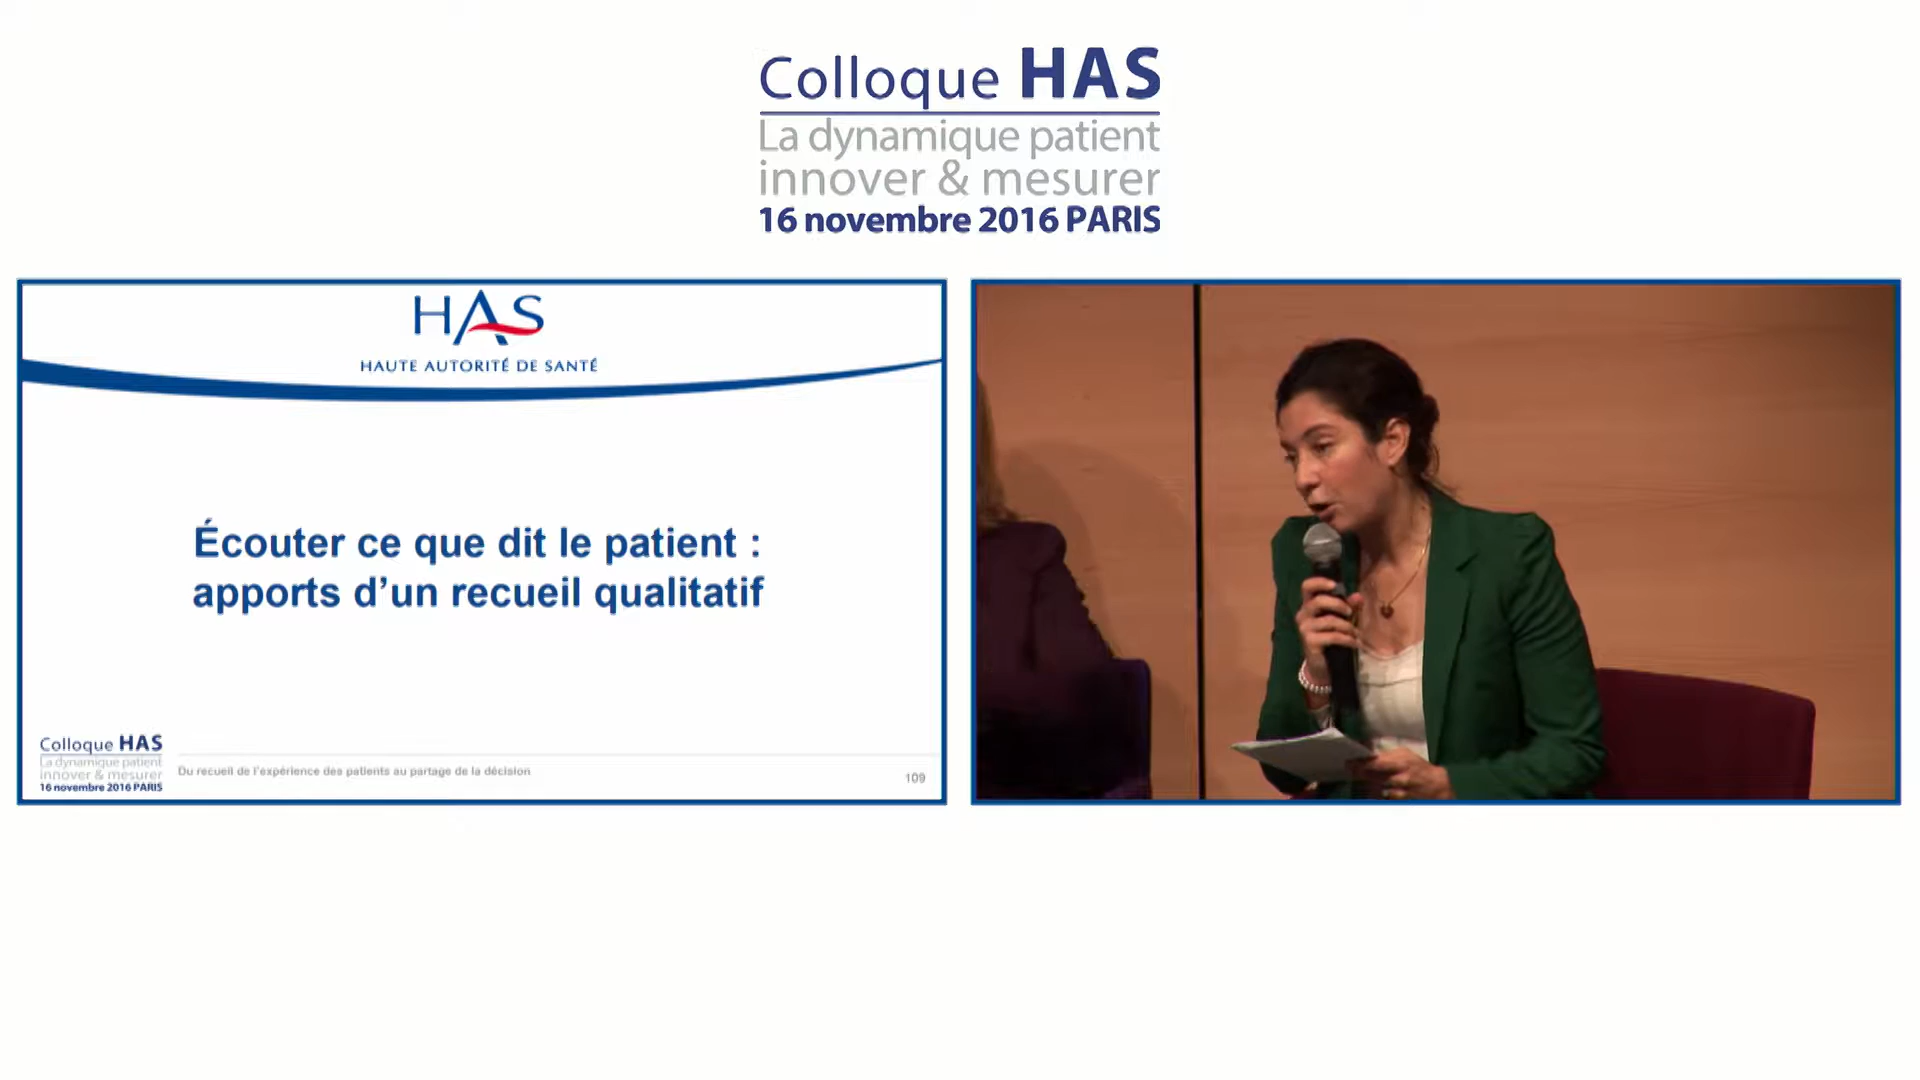 Colloque HAS
La dynamique patient
innover & mesurer
16 novembre 2016 PARIS
HAS
HAUTE AUTORITÉ DE SANTÉ
Écouter ce que dit le patient :
apports d’un recueil qualitatif
Colloque HAS
La dynamique patient
innover & mesurer
16 novembre 2016 PARIS
Du recueil de l'expérience des patients au partage de la décision
109